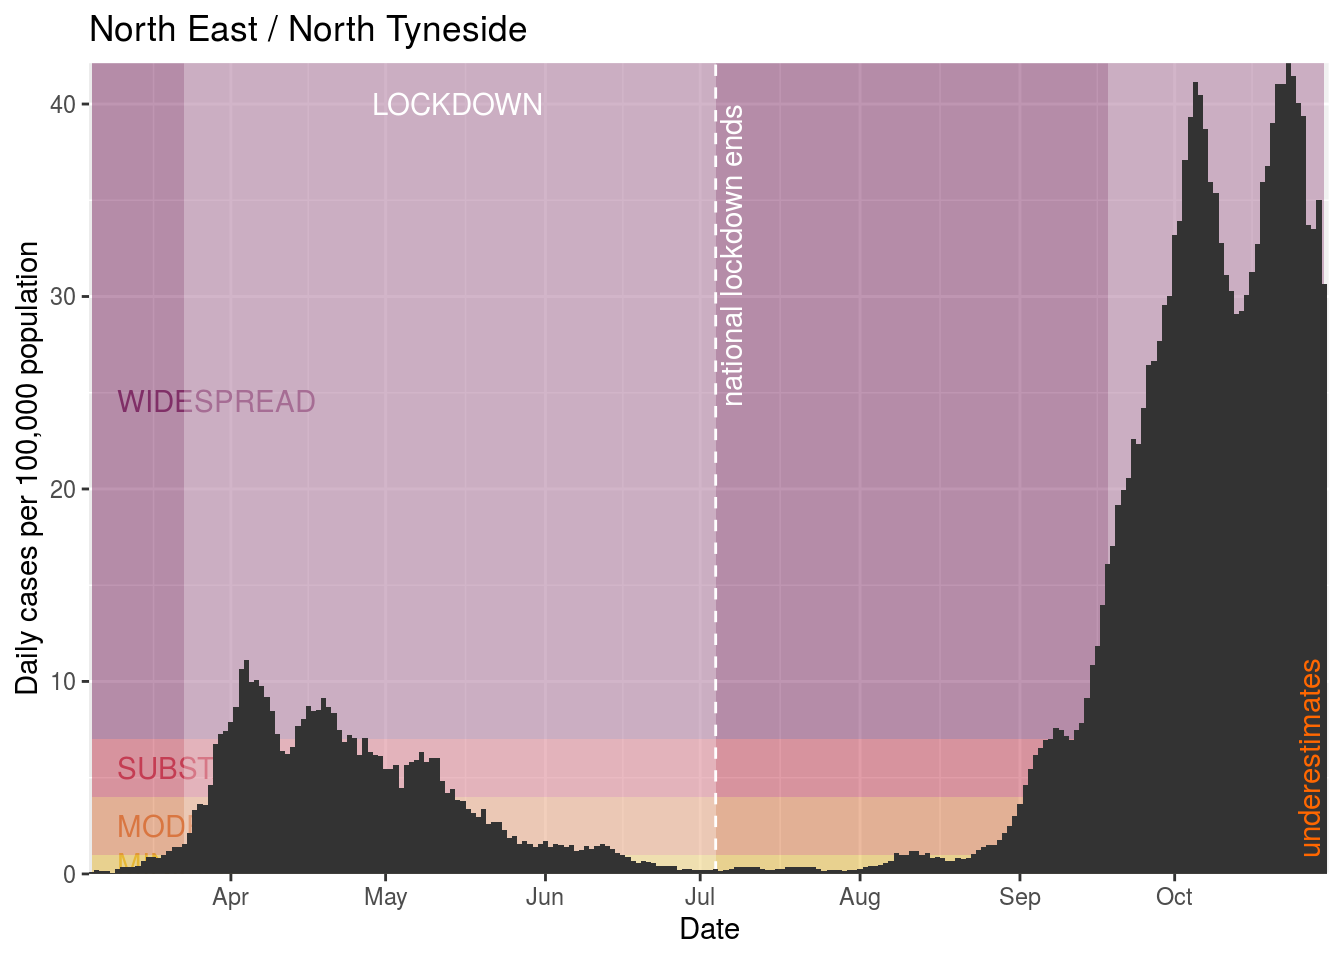 North East / North Tyneside
Daily cases per 100,000 population
40
30
20
10
0
LOCKDOWN
national lockdown ends
WIDESPREAD
SUBST
MOD
underestimates
Apr
May
Jun
Jul
Aug
Sep
Oct
Date